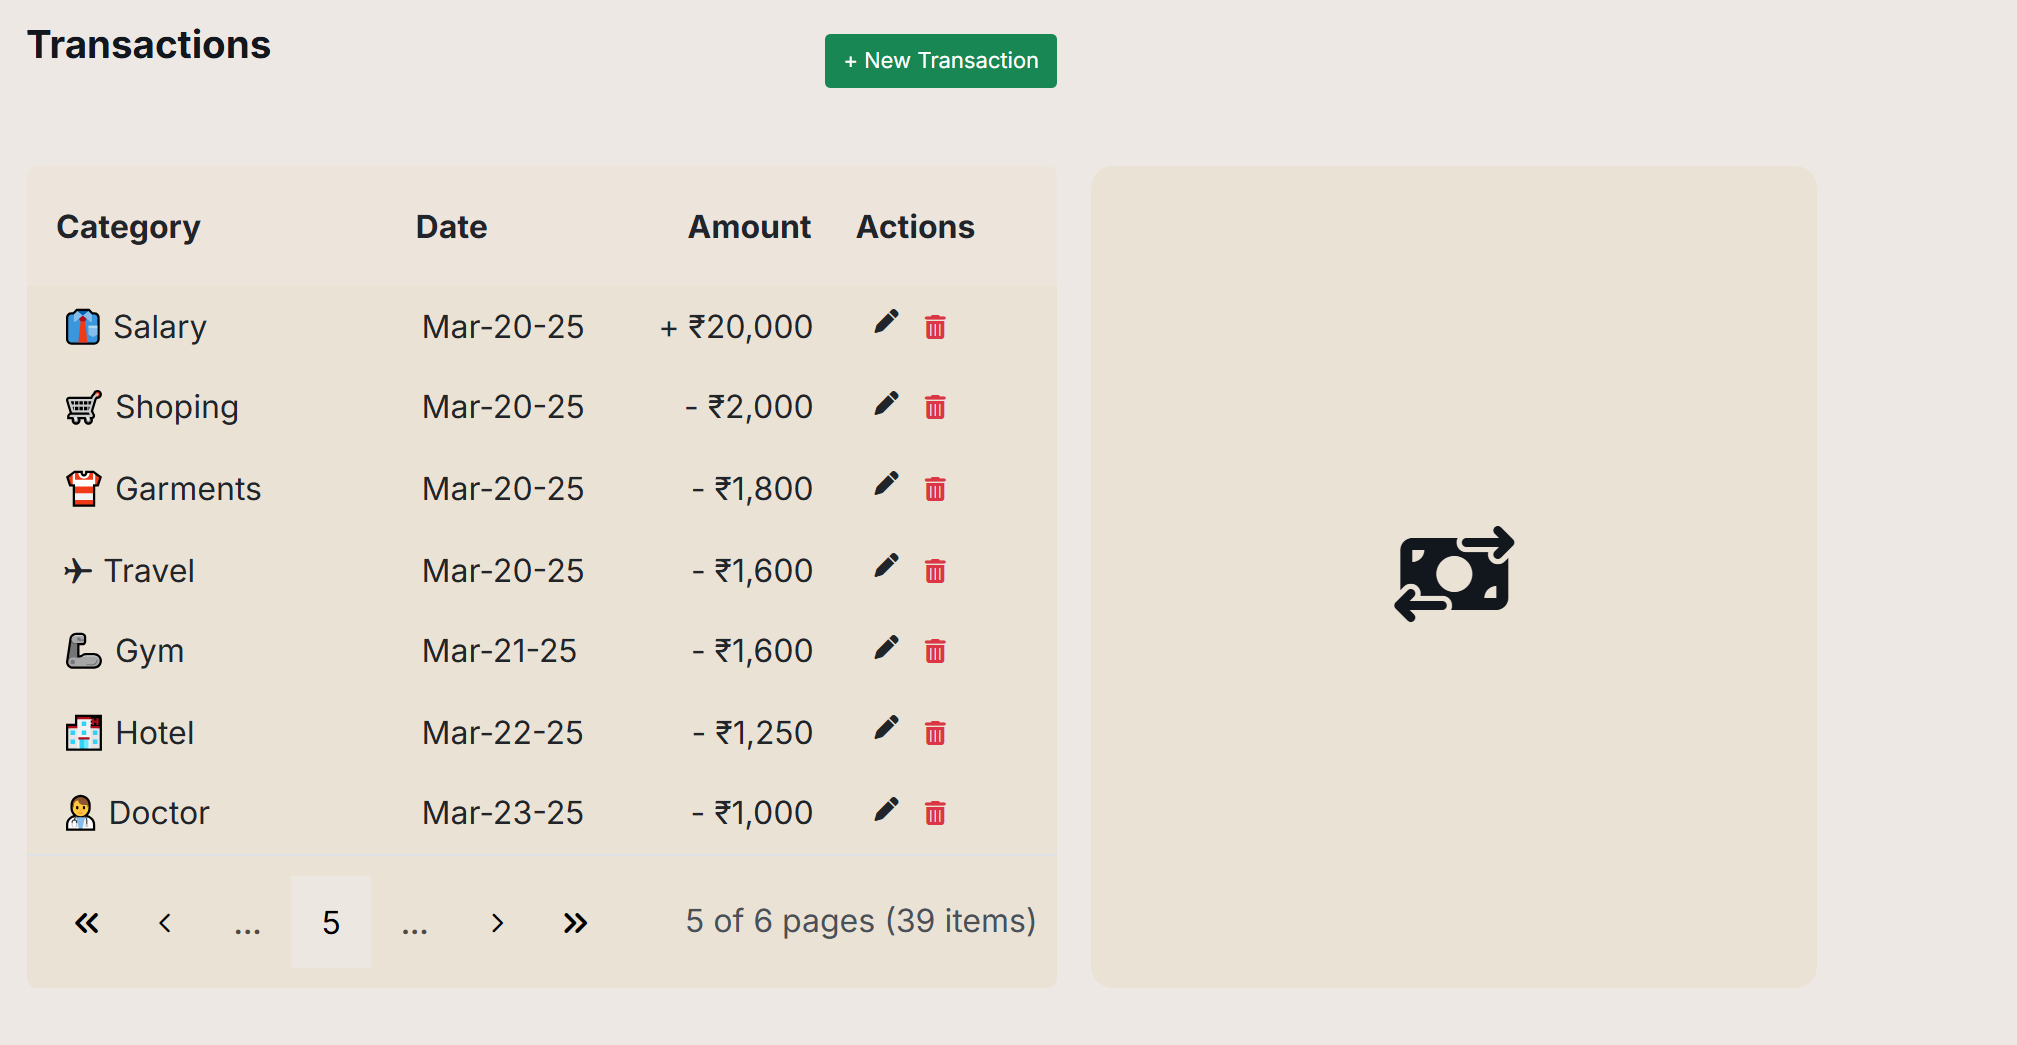 Transactions
+ New Transaction
Category Date Amount Actions
Salary Mar-20-25 + ₹20,000
Shoping Mar-20-25 - ₹2,000
Garments Mar-20-25 - ₹1,800
Travel Mar-20-25 - ₹1,600
Gym Mar-21-25 - ₹1,600
Hotel Mar-22-25 - ₹1,250
Doctor Mar-23-25 - ₹1,000
« ‹ ... 5 ... › » 5 of 6 pages (39 items)